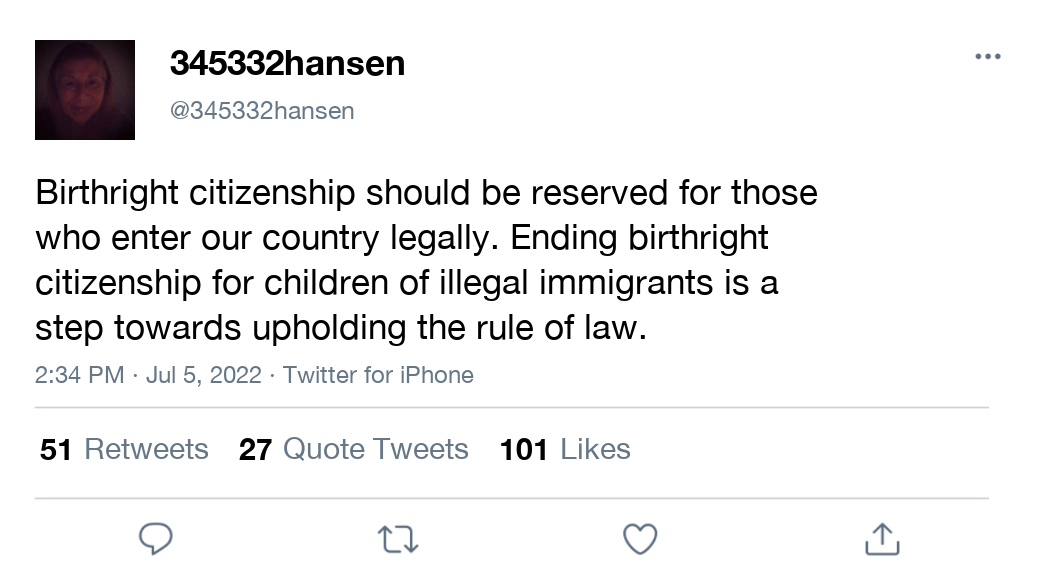 345332hansen
@345332hansen
Birthright citizenship should be reserved for those
who enter our country legally. Ending birthright
citizenship for children of illegal immigrants is a
step towards upholding the rule of law.
2:34 PM · Jul 5, 2022 · Twitter for iPhone
51 Retweets 27 Quote Tweets 101 Likes